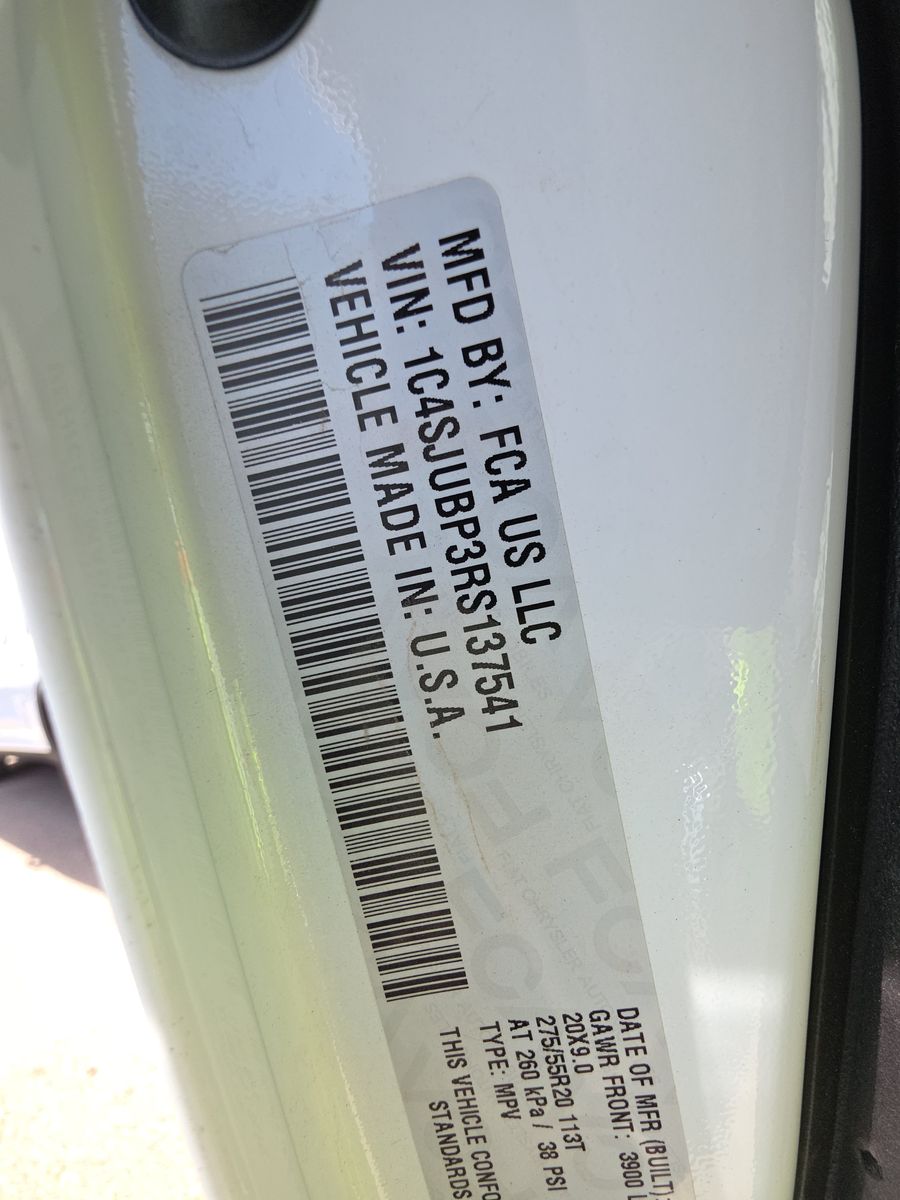 MFD BY: FCA US LLC
VIN: 1C4SJUBP3RS137541
VEHICLE MADE IN: U.S.A.
DATE OF MFR (BUILT):
GAWR FRONT: 3900 L
20X9.0
275/55R20 113T
AT 260 kPa / 38 PSI
TYPE: MPV
THIS VEHICLE CONFO
STANDARDS